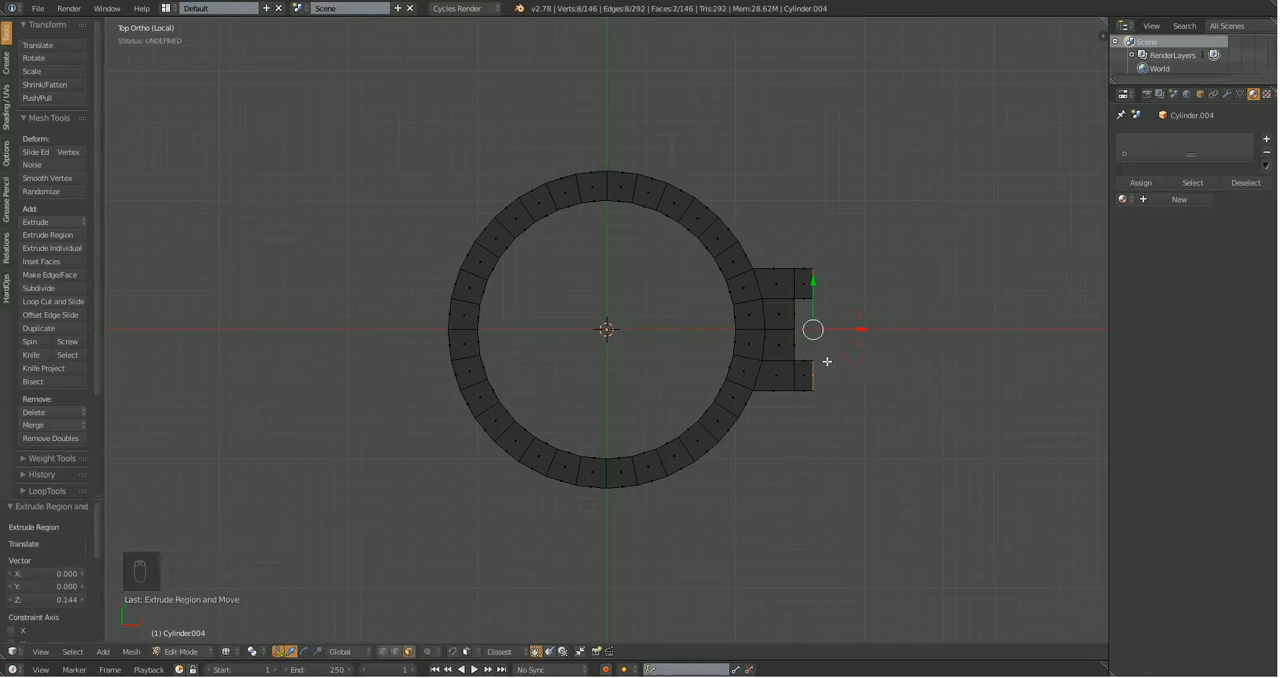 File Render Window Help Default Scene Cycles Render v2.78 | Verts:8/146 | Edges:8/292 | Faces:2/146 | Tris:292 | Mem:28.62M | Cylinder.004
View Search All Scenes
Scene
RenderLayers
World
Cylinder.004
Assign Select Deselect
New
Tools
Create
Shading / UVs
Options
Grease Pencil
Relations
HardOps
Transform
Translate
Rotate
Scale
Shrink/Fatten
Push/Pull
Mesh Tools
Deform:
Slide Ed Vertex
Noise
Smooth Vertex
Randomize
Add:
Extrude
Extrude Region
Extrude Individual
Inset Faces
Make Edge/Face
Subdivide
Loop Cut and Slide
Offset Edge Slide
Duplicate
Spin Screw
Knife Select
Knife Project
Bisect
Remove:
Delete
Merge
Remove Doubles
Weight Tools
History
LoopTools
Extrude Region and
Extrude Region
Translate
Vector
X: 0.000
Y: 0.000
Z: 0.144
Constraint Axis
X
Top Ortho (Local)
SStatus: UNDEFINED
Last: Extrude Region and Move
(1) Cylinder.004
View Select Add Mesh Edit Mode Global Closest
View Marker Frame Playback Start: 1 End: 250 1 No Sync